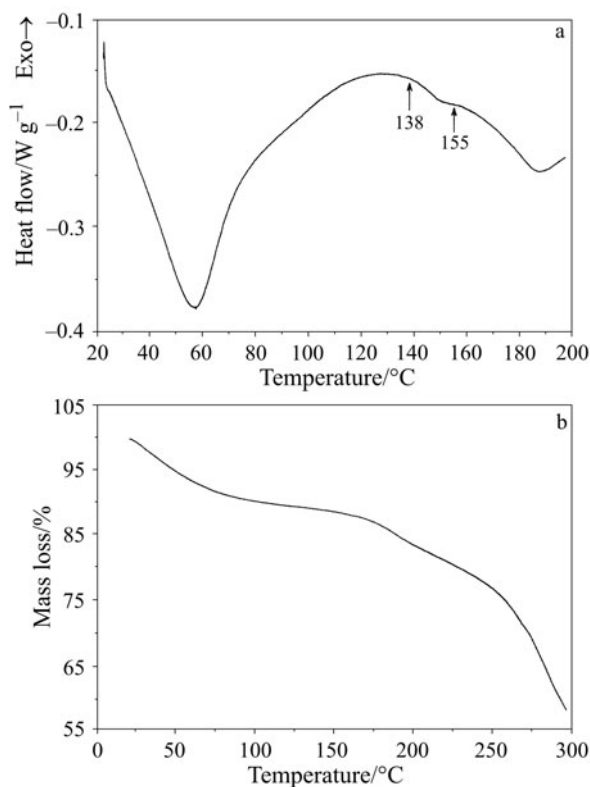 a
Heat flow/W g⁻¹ Exo→
–0.1
–0.2
–0.3
–0.4
138
155
20 40 60 80 100 120 140 160 180 200
Temperature/°C
b
Mass loss/%
105
95
85
75
65
55
0 50 100 150 200 250 300
Temperature/°C